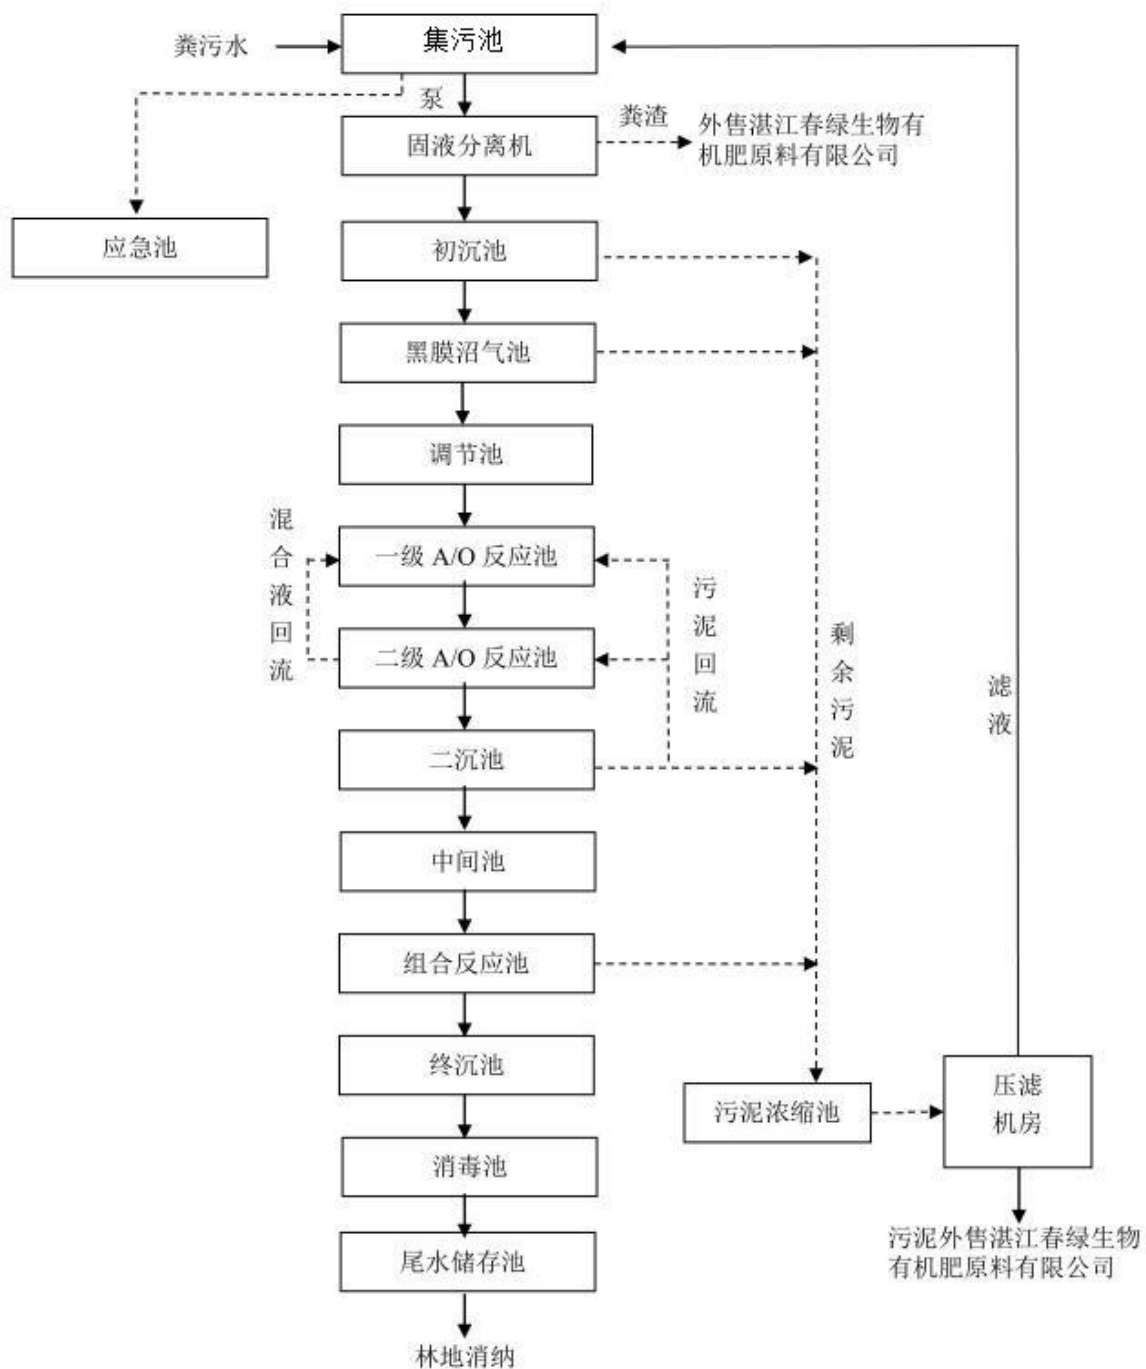 粪污水
集污池
泵
固液分离机
粪渣
外售湛江春绿生物有
机肥原料有限公司
应急池
初沉池
黑膜沼气池
调节池
混合液回流
一级 A/O 反应池
污泥回流
二级 A/O 反应池
剩余污泥
滤液
二沉池
中间池
组合反应池
终沉池
污泥浓缩池
压滤
机房
消毒池
尾水储存池
污泥外售湛江春绿生物
有机肥原料有限公司
林地消纳